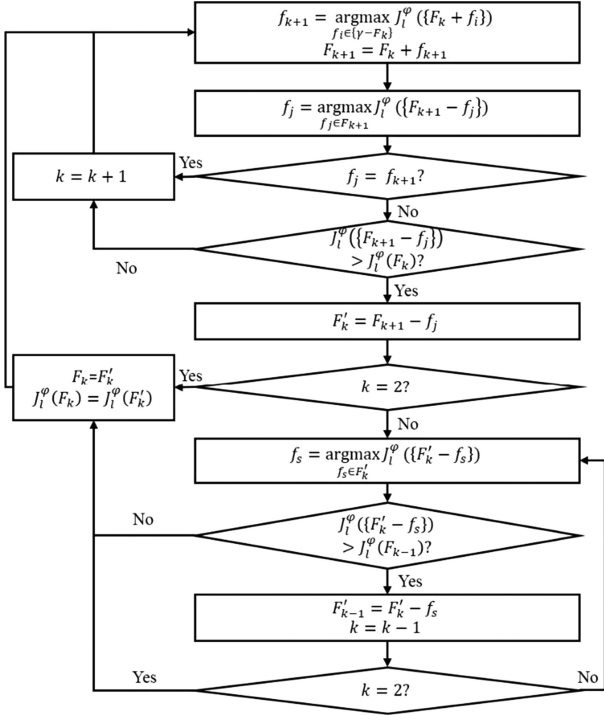 f_{k+1} = argmax J_l^φ ({F_k + f_i})
f_i∈{γ−F_k}
F_{k+1} = F_k + f_{k+1}
f_j = argmax J_l^φ ({F_{k+1} − f_j})
f_j∈F_{k+1}
Yes
k = k + 1
f_j = f_{k+1}?
No
J_l^φ({F_{k+1} − f_j})
> J_l^φ(F_k)?
No
Yes
F'_k = F_{k+1} − f_j
F_k=F'_k
J_l^φ(F_k) = J_l^φ(F'_k)
Yes
k = 2?
No
f_s = argmax J_l^φ ({F'_k − f_s})
f_s∈F'_k
No
J_l^φ({F'_k − f_s})
> J_l^φ(F_{k−1})?
Yes
F'_{k−1} = F'_k − f_s
k = k − 1
Yes
k = 2?
No